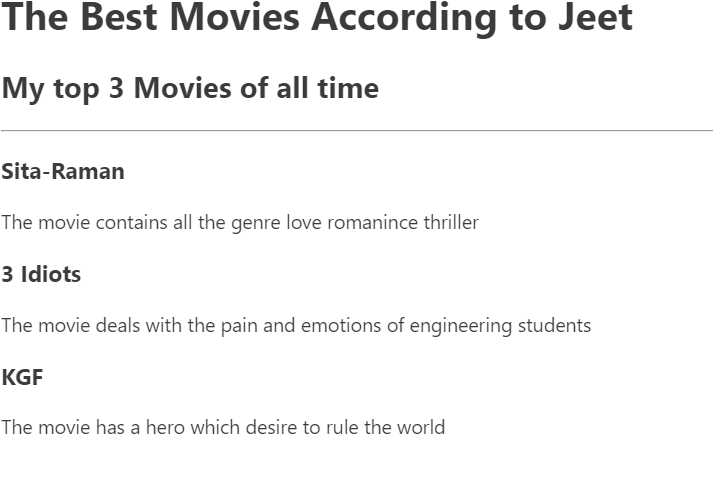 The Best Movies According to Jeet
My top 3 Movies of all time
Sita-Raman
The movie contains all the genre love romanince thriller
3 Idiots
The movie deals with the pain and emotions of engineering students
KGF
The movie has a hero which desire to rule the world